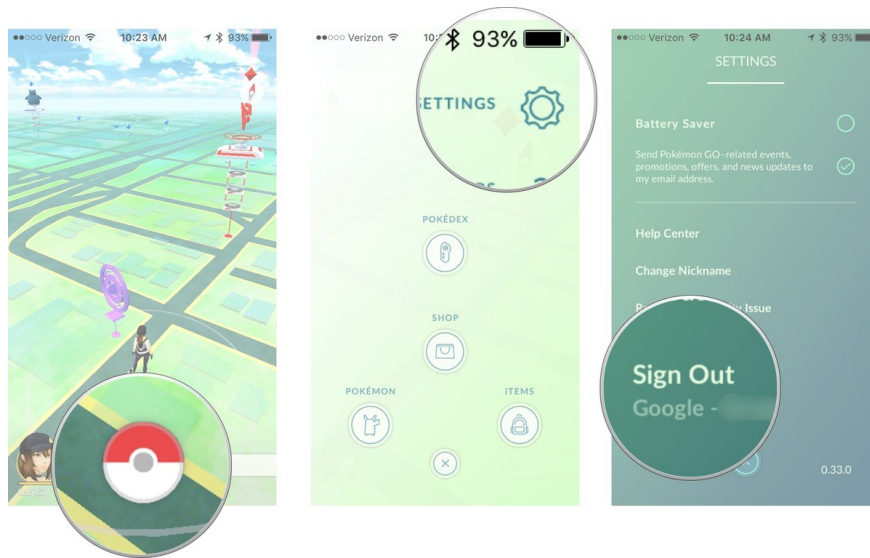 ●●○○○ Verizon 10:23 AM 93%
●●○○○ Verizon 10: 93%
SETTINGS
POKÉDEX
SHOP
POKÉMON ITEMS
●●○○○ Verizon 10:24 AM 93%
SETTINGS
Battery Saver
Send Pokémon GO-related events,
promotions, offers, and news updates to
my email address.
Help Center
Change Nickname
Issue
Sign Out
Google -
0.33.0